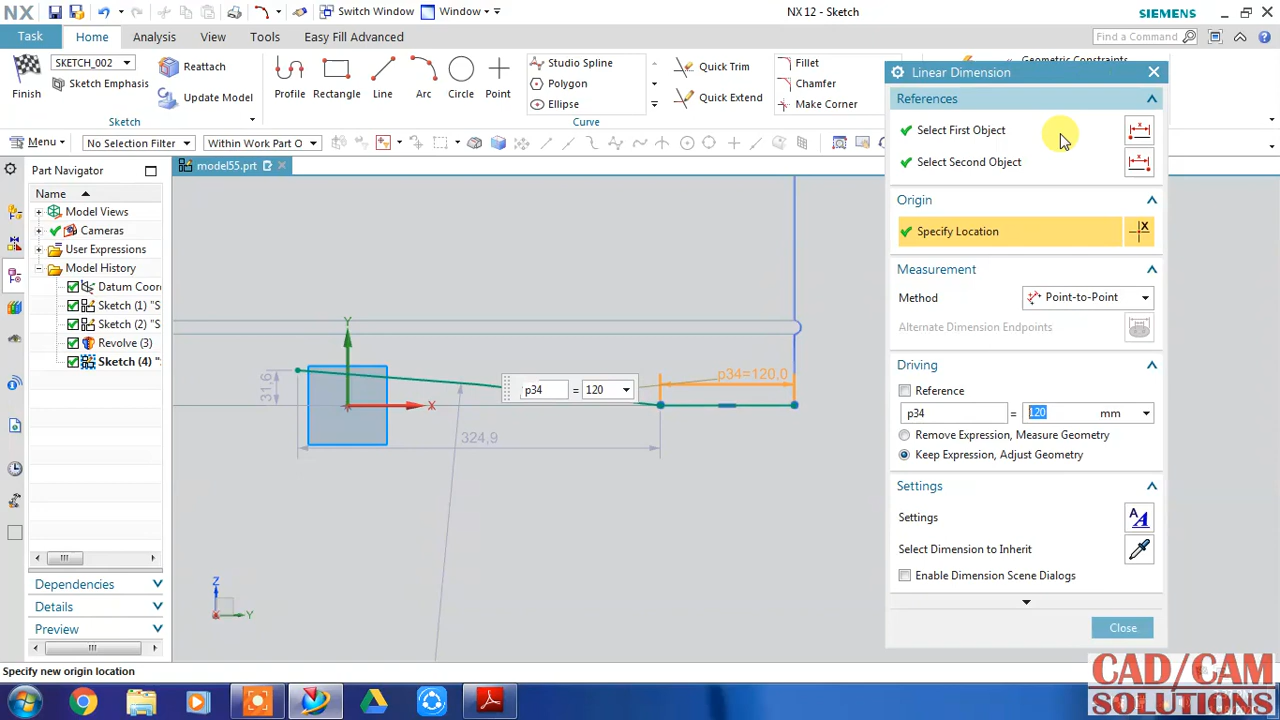 NX
Switch Window
Window
NX 12 - Sketch
SIEMENS
Task
Home
Analysis
View
Tools
Easy Fill Advanced
Find a Command
SKETCH_002
Finish
Sketch Emphasis
Reattach
Update Model
Sketch
Profile
Rectangle
Line
Arc
Circle
Point
Studio Spline
Polygon
Ellipse
Curve
Quick Trim
Quick Extend
Fillet
Chamfer
Make Corner
Geometric Constraints
Menu
No Selection Filter
Within Work Part O
Part Navigator
model55.prt
Name
Model Views
Cameras
User Expressions
Model History
Datum Coor
Sketch (1) "S
Sketch (2) "S
Revolve (3)
Sketch (4) "
Dependencies
Details
Preview
Y
X
31,6
324,9
p34 = 120
p34=120,0
Z
Y
Linear Dimension
References
Select First Object
Select Second Object
Origin
Specify Location
Measurement
Method
Point-to-Point
Alternate Dimension Endpoints
Driving
Reference
p34 = 120 mm
Remove Expression, Measure Geometry
Keep Expression, Adjust Geometry
Settings
Settings
Select Dimension to Inherit
Enable Dimension Scene Dialogs
Close
Specify new origin location
CAD/CAM
SOLUTIONS